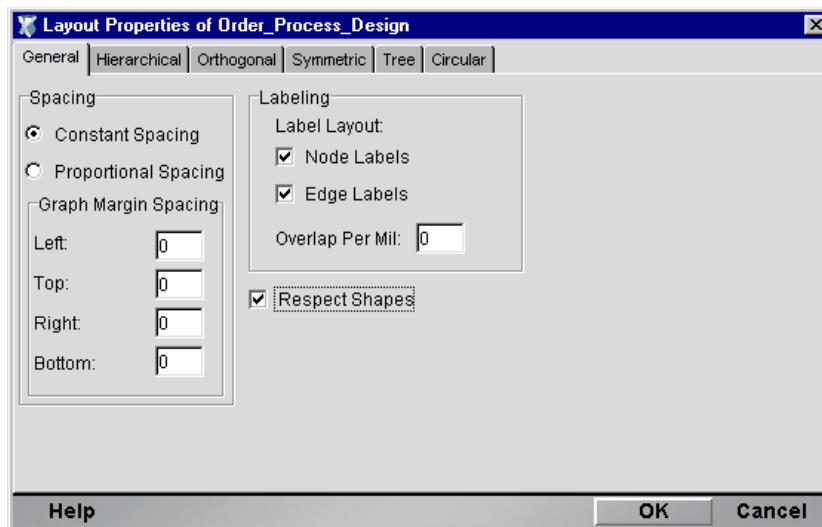 Layout Properties of Order_Process_Design
General Hierarchical Orthogonal Symmetric Tree Circular
Spacing
Constant Spacing
Proportional Spacing
Graph Margin Spacing
Left: 0
Top: 0
Right: 0
Bottom: 0
Labeling
Label Layout:
Node Labels
Edge Labels
Overlap Per Mil: 0
Respect Shapes
Help OK Cancel